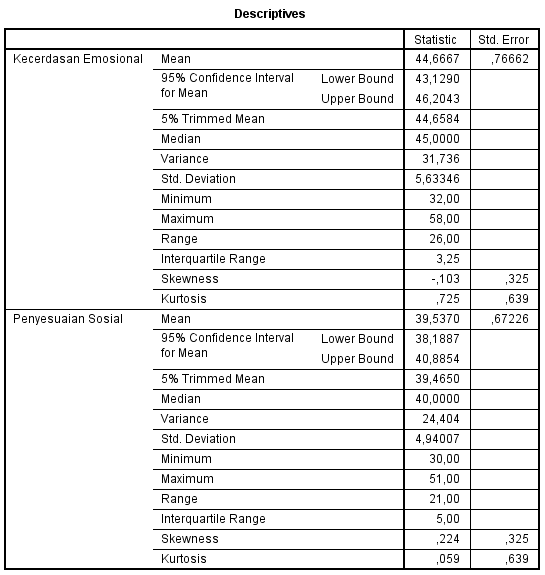 Descriptives
Statistic Std. Error
Kecerdasan Emosional Mean 44,6667 ,76662
95% Confidence Interval Lower Bound 43,1290
for Mean Upper Bound 46,2043
5% Trimmed Mean 44,6584
Median 45,0000
Variance 31,736
Std. Deviation 5,63346
Minimum 32,00
Maximum 58,00
Range 26,00
Interquartile Range 3,25
Skewness -,103 ,325
Kurtosis ,725 ,639
Penyesuaian Sosial Mean 39,5370 ,67226
95% Confidence Interval Lower Bound 38,1887
for Mean Upper Bound 40,8854
5% Trimmed Mean 39,4650
Median 40,0000
Variance 24,404
Std. Deviation 4,94007
Minimum 30,00
Maximum 51,00
Range 21,00
Interquartile Range 5,00
Skewness ,224 ,325
Kurtosis ,059 ,639